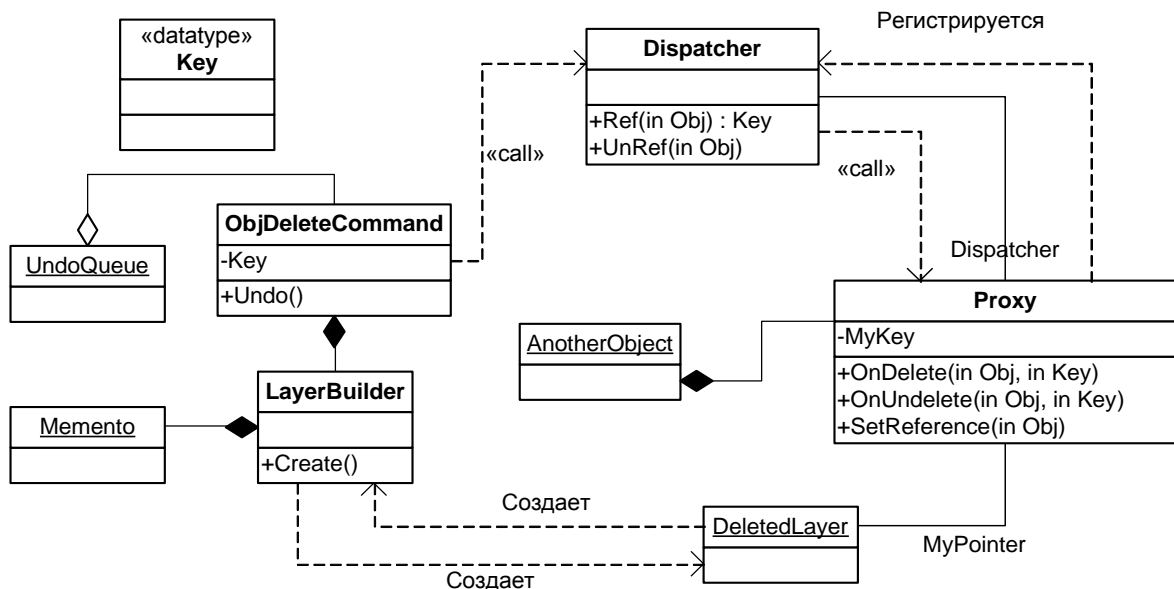 Регистрируется
«datatype»
Key
Dispatcher
+Ref(in Obj) : Key
+UnRef(in Obj)
«call»
«call»
ObjDeleteCommand
-Key
+Undo()
UndoQueue
Dispatcher
Proxy
-MyKey
+OnDelete(in Obj, in Key)
+OnUndelete(in Obj, in Key)
+SetReference(in Obj)
AnotherObject
LayerBuilder
+Create()
Memento
Создает
DeletedLayer
MyPointer
Создает